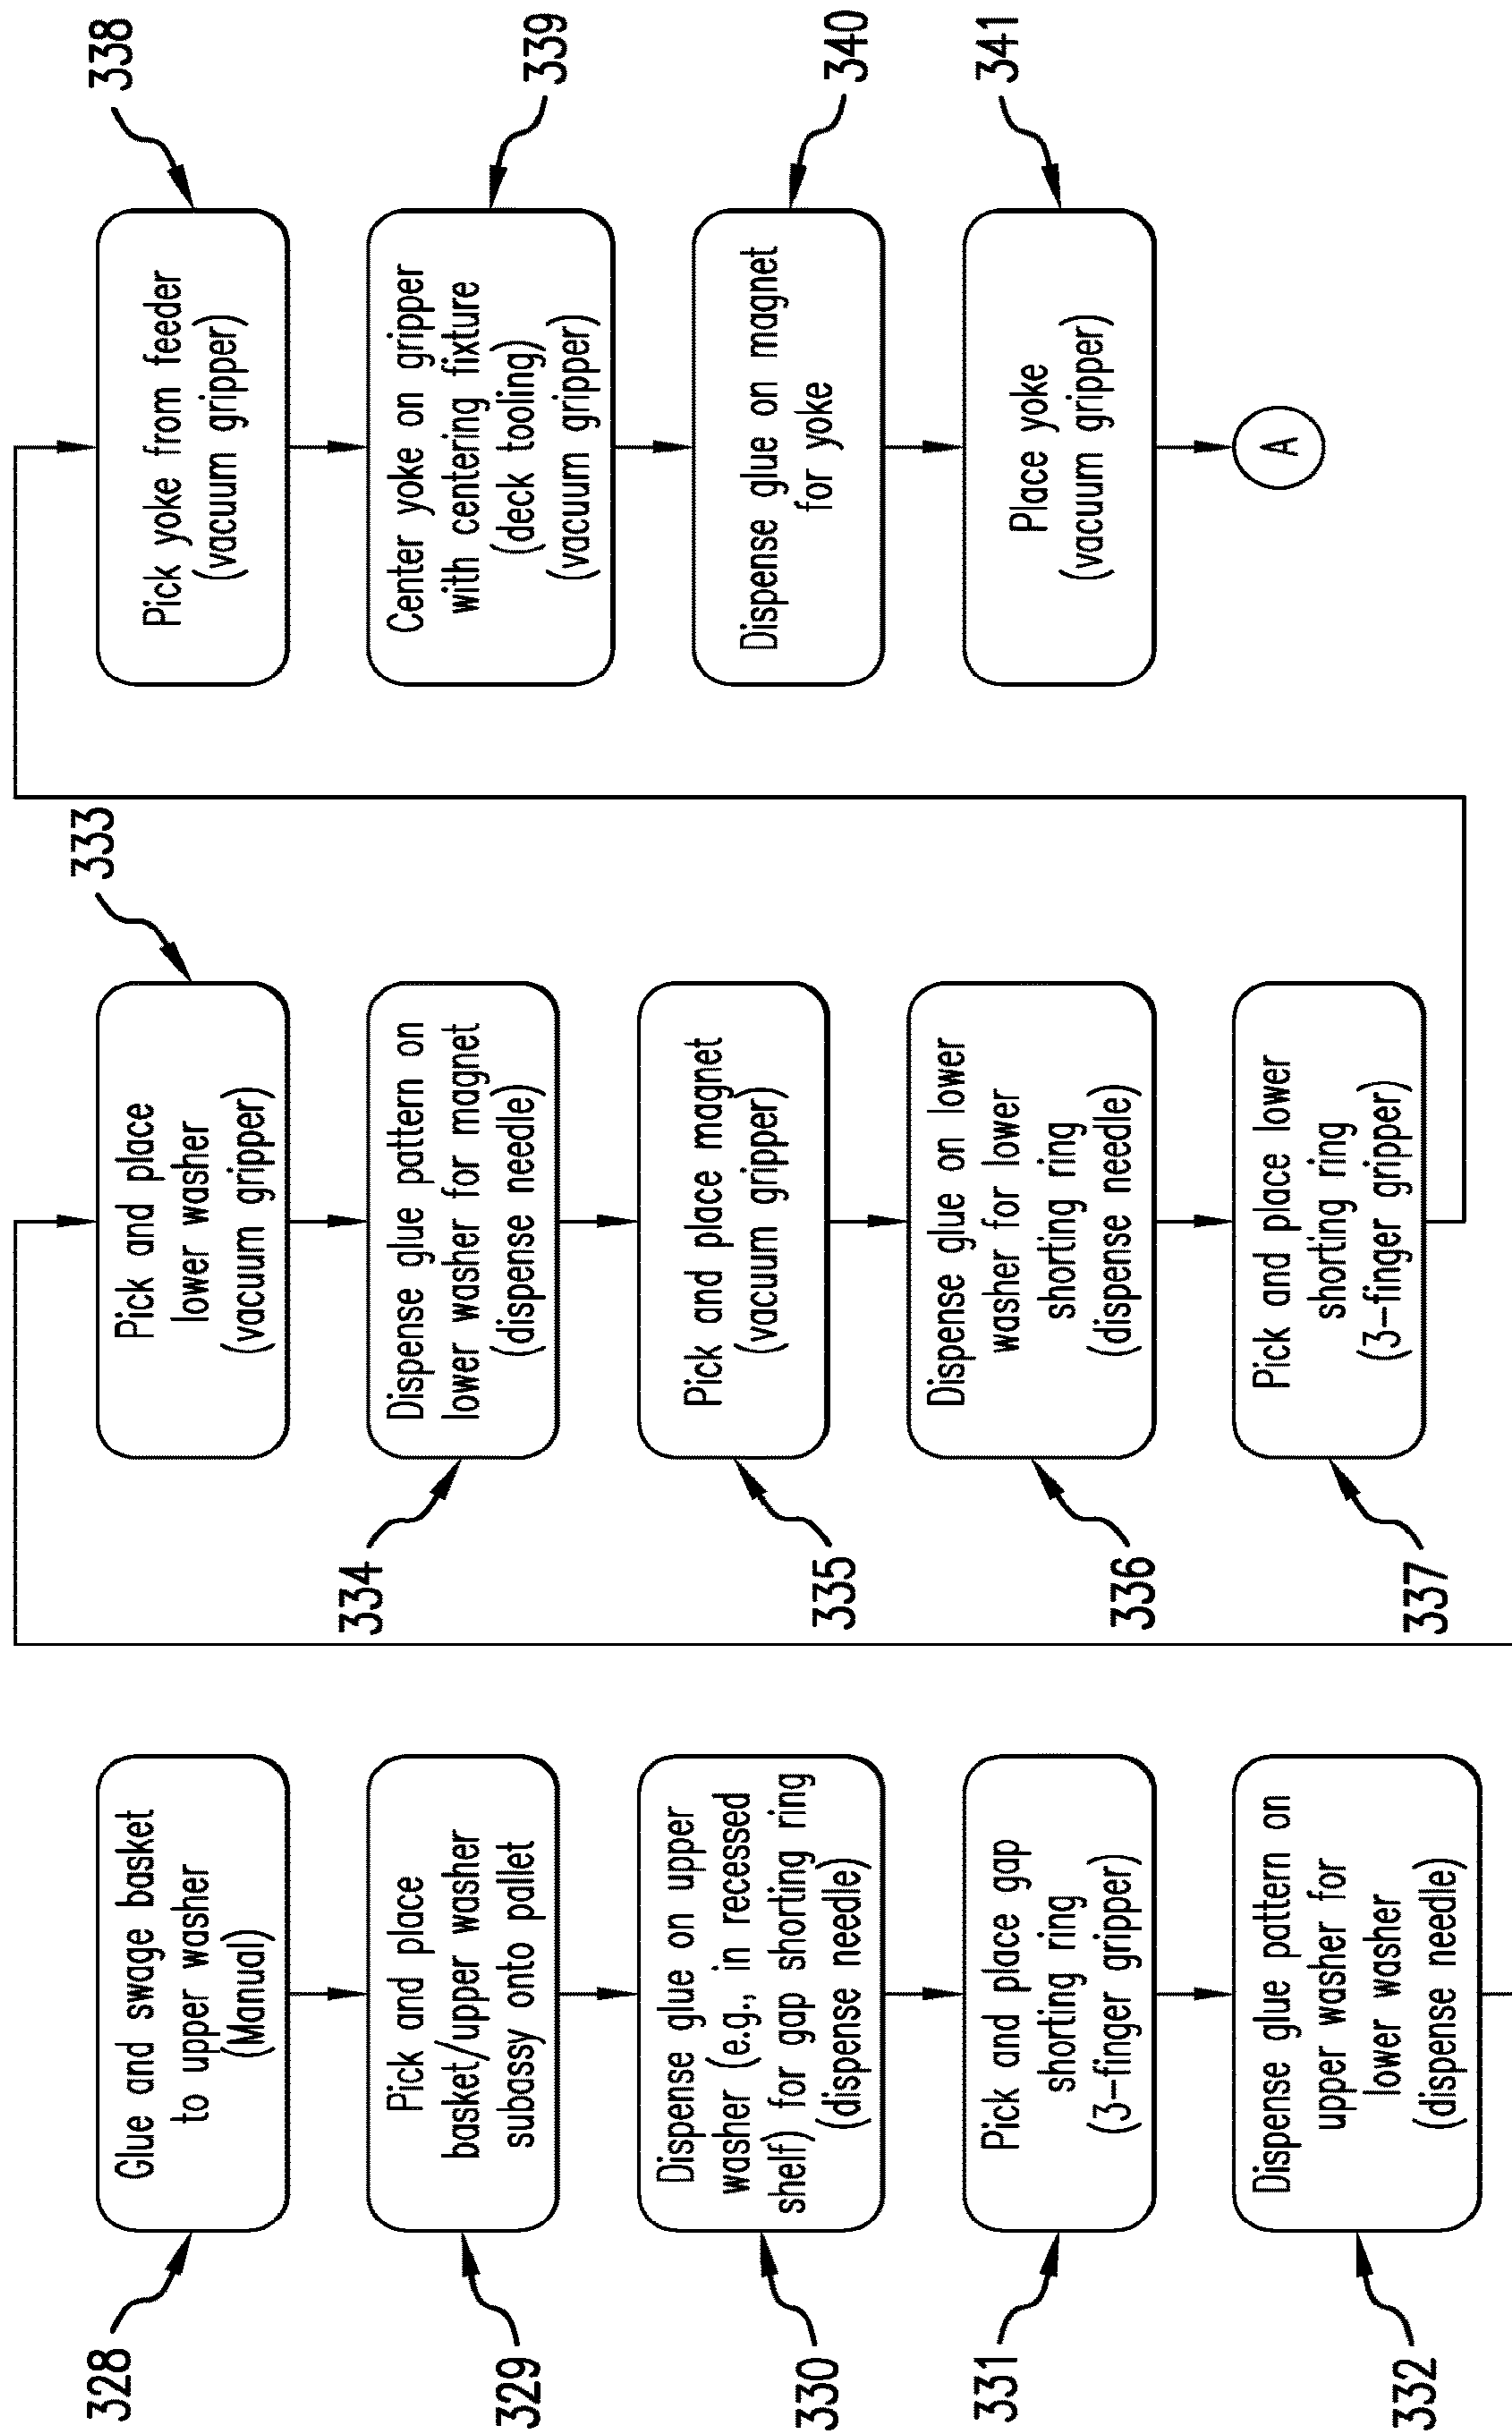 328
Glue and swage basket
to upper washer
(Manual)
329
Pick and place
basket/upper washer
subassy onto pallet
330
Dispense glue on upper
washer (e.g., in recessed
shelf) for gap shorting ring
(dispense needle)
331
Pick and place gap
shorting ring
(3-finger gripper)
332
Dispense glue pattern on
upper washer for
lower washer
(dispense needle)
333
Pick and place
lower washer
(vacuum gripper)
334
Dispense glue pattern on
lower washer for magnet
(dispense needle)
335
Pick and place magnet
(vacuum gripper)
336
Dispense glue on lower
washer for lower
shorting ring
(dispense needle)
337
Pick and place lower
shorting ring
(3-finger gripper)
338
Pick yoke from feeder
(vacuum gripper)
339
Center yoke on gripper
with centering fixture
(deck tooling)
(vacuum gripper)
340
Dispense glue on magnet
for yoke
341
Place yoke
(vacuum gripper)
A